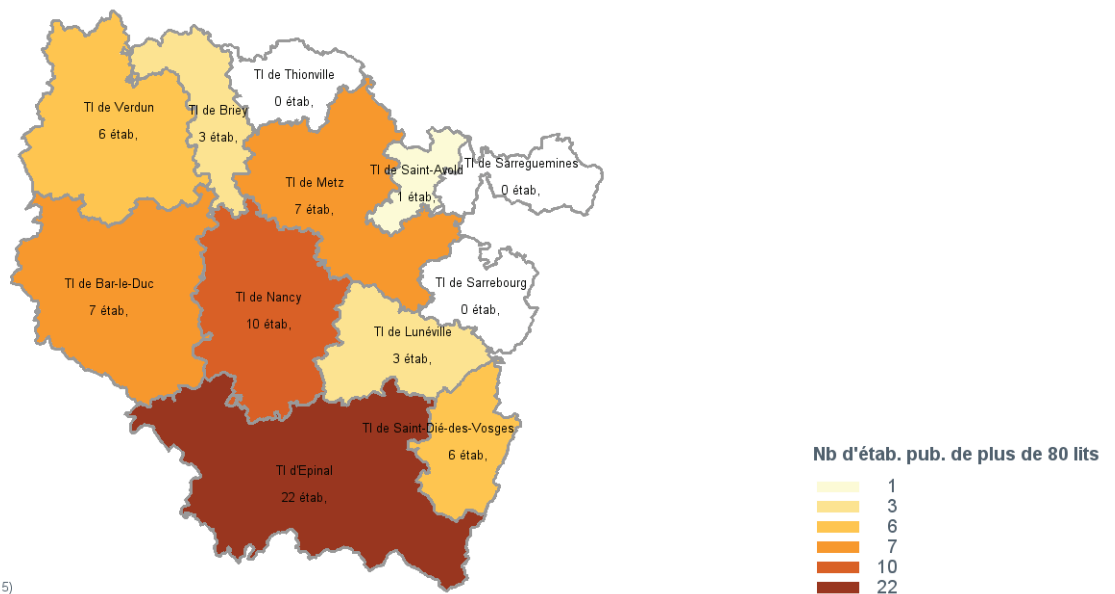 TI de Thionville
0 étab,
TI de Verdun
6 étab,
TI de Briey
3 étab,
TI de Saint-Avold
1 étab,
TI de Sarreguemines
0 étab,
TI de Metz
7 étab,
TI de Bar-le-Duc
7 étab,
TI de Nancy
10 étab,
TI de Sarrebourg
0 étab,
TI de Lunéville
3 étab,
TI de Saint-Dié-des-Vosges
6 étab,
TI d'Epinal
22 étab,
Nb d'étab. pub. de plus de 80 lits
1
3
6
7
10
22
5)